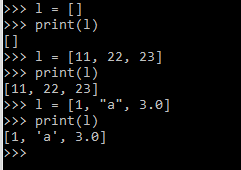 >>> l = []
>>> print(l)
[]
>>> l = [11, 22, 23]
>>> print(l)
[11, 22, 23]
>>> l = [1, "a", 3.0]
>>> print(l)
[1, 'a', 3.0]
>>>